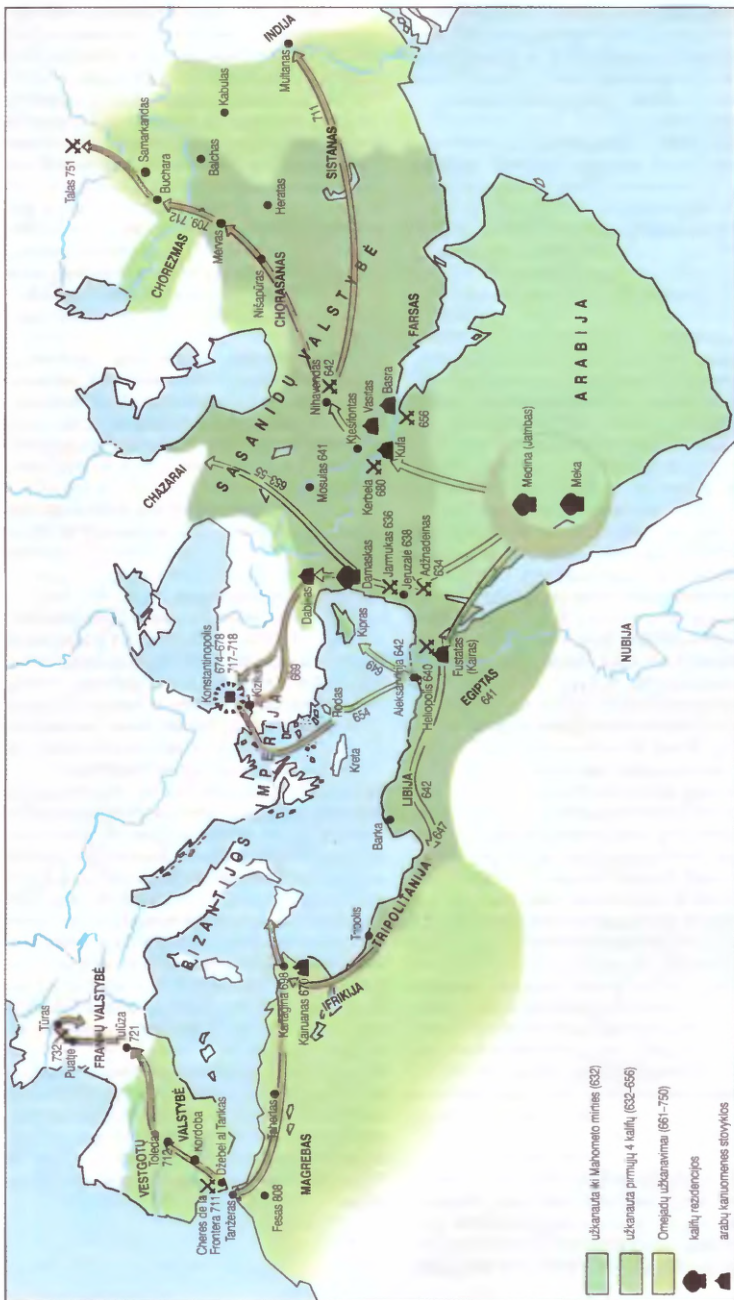 INDIJA
Multanas
Kabulas
711
Samarkandas
Talas 751
Balchas
SISTANAS
Buchara
Heratas
709, 712
Mervas
CHOREZMAS
Nišapūras
CHORASANAS
SASANIDŲ VALSTYBĖ
FARSAS
ARABIJA
Nihavendas
642
Basra
Vasitas
656
Ktesifontas
Kufa
Medina (Jatribas)
Meka
CHAZARAI
Mosulas 641
Kerbela
680
653-55
Damaskas
Jarmukas 636
Jeruzalė 638
Adžnadeinas
634
Dabikas
Kipras
649
Fustatas
(Kairas)
NUBIJA
Konstantinopolis
674–678
717–718
Kizikas
669
Aleksandrija 642
Heliopolis 640
EGIPTAS
641
Rodas
Kreta
BIZANTIJOS
IMPERIJA
LIBIJA
642
647
Barka
TRIPOLITANIJA
Tripolis
Kartagina 698
Kairuanas 670
IFRIKIJA
Tūras
732
Puatjė
FRANKŲ VALSTYBĖ
Tulūza
721
VESTGOTŲ
VALSTYBĖ
Toledas
712
Kordoba
Džebel al Tarikas
Cheres de la
Frontera 711
Tanžeras
Tahertas
MAGREBAS
Fesas 808
užkariauta iki Mahometo mirties (632)
užkariauta pirmųjų 4 kalifų (632–656)
Omejadų užkariavimai (661–750)
kalifų rezidencijos
arabų kariuomenės stovyklos